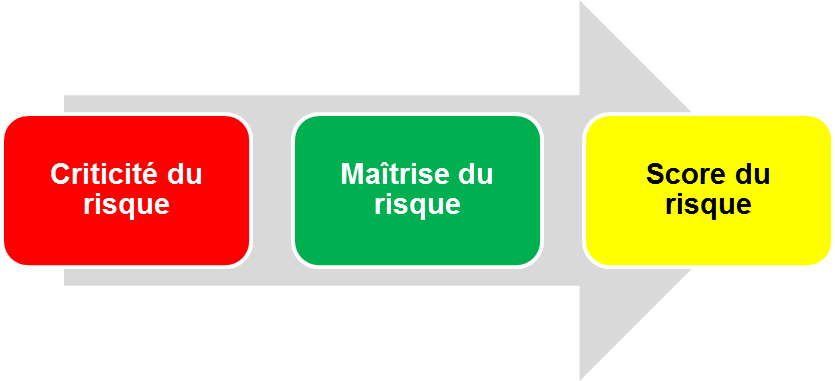 Criticité du
risque
Maîtrise du
risque
Score du
risque